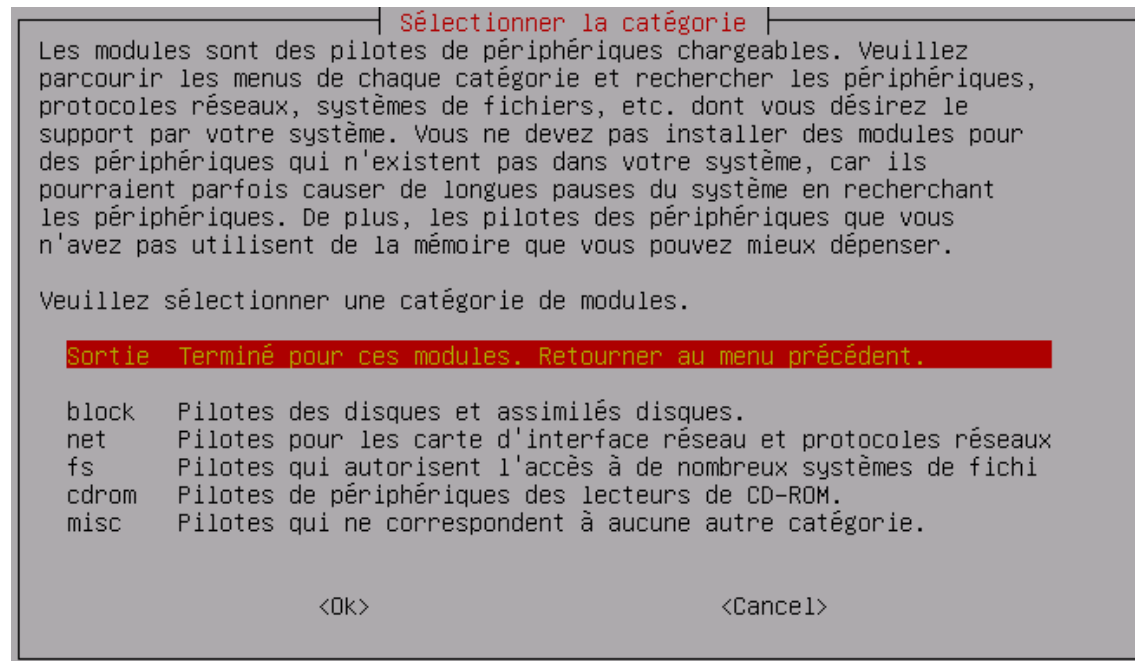 Sélectionner la catégorie
Les modules sont des pilotes de périphériques chargeables. Veuillez
parcourir les menus de chaque catégorie et rechercher les périphériques,
protocoles réseaux, systèmes de fichiers, etc. dont vous désirez le
support par votre système. Vous ne devez pas installer des modules pour
des périphériques qui n'existent pas dans votre système, car ils
pourraient parfois causer de longues pauses du système en recherchant
les périphériques. De plus, les pilotes des périphériques que vous
n'avez pas utilisent de la mémoire que vous pouvez mieux dépenser.
Veuillez sélectionner une catégorie de modules.
Sortie Terminé pour ces modules. Retourner au menu précédent.
block Pilotes des disques et assimilés disques.
net Pilotes pour les carte d'interface réseau et protocoles réseaux
fs Pilotes qui autorisent l'accès à de nombreux systèmes de fichi
cdrom Pilotes de périphériques des lecteurs de CD-ROM.
misc Pilotes qui ne correspondent à aucune autre catégorie.
<Ok> <Cancel>